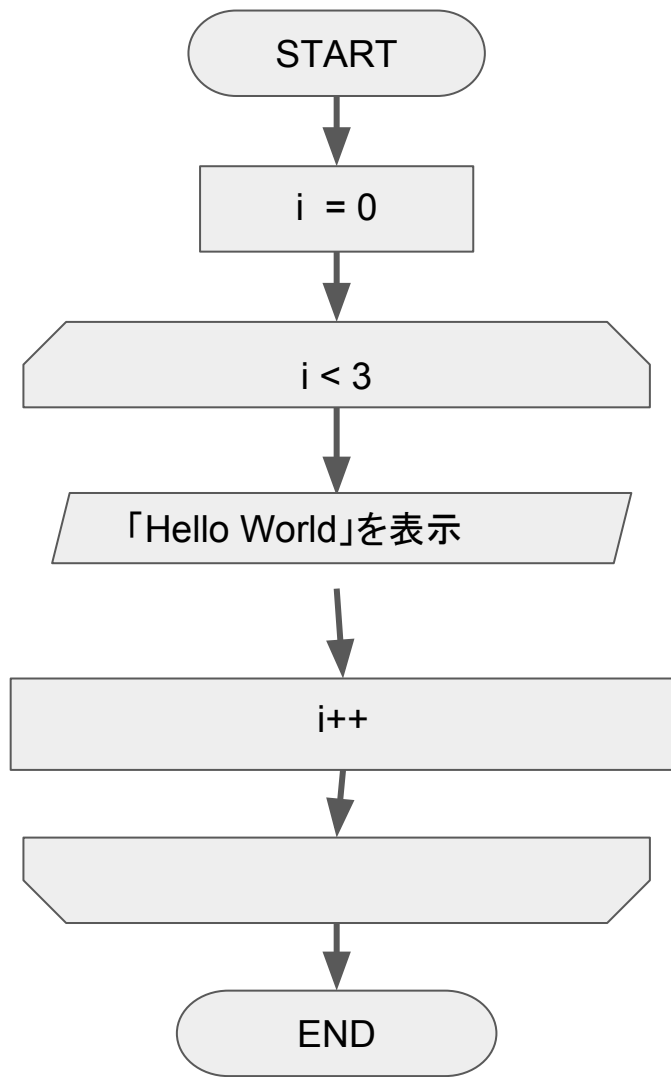 START
i = 0
i < 3
「Hello World」を表示
i++
END